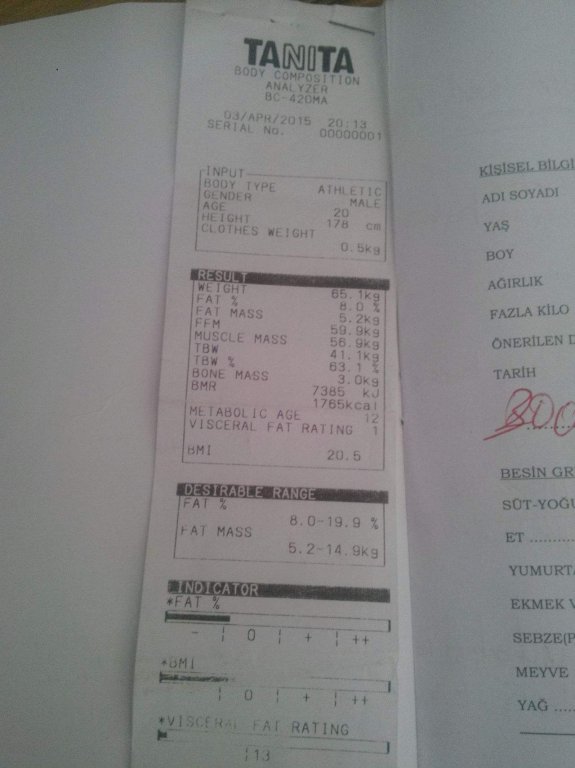 TANITA
BODY COMPOSITION
ANALYZER
BC-420MA
03/APR/2015 20:13
SERIAL No. 00000001
INPUT
BODY TYPE ATHLETIC
GENDER MALE
AGE 20
HEIGHT 178 cm
CLOTHES WEIGHT
0.5kg
RESULT
WEIGHT 65.1kg
FAT % 8.0 %
FAT MASS 5.2kg
FFM 59.9kg
MUSCLE MASS 56.9kg
TBW 41.1kg
TBW % 63.1 %
BONE MASS 3.0kg
BMR 7385 kJ
1765kcal
METABOLIC AGE 12
VISCERAL FAT RATING 1
BMI 20.5
DESIRABLE RANGE
FAT %
8.0-19.9 %
FAT MASS
5.2-14.9kg
INDICATOR
*FAT %
- 0 + ++
*BMI
- 0 + ++
*VISCERAL FAT RATING
13
KİŞİSEL BİLGİ
ADI SOYADI
YAŞ
BOY
AĞIRLIK
FAZLA KİLO
ÖNERİLEN D
TARİH
BESİN GR
SÜT-YOĞU
ET ..........
YUMURTA
EKMEK V
SEBZE(P
MEYVE
YAĞ ....